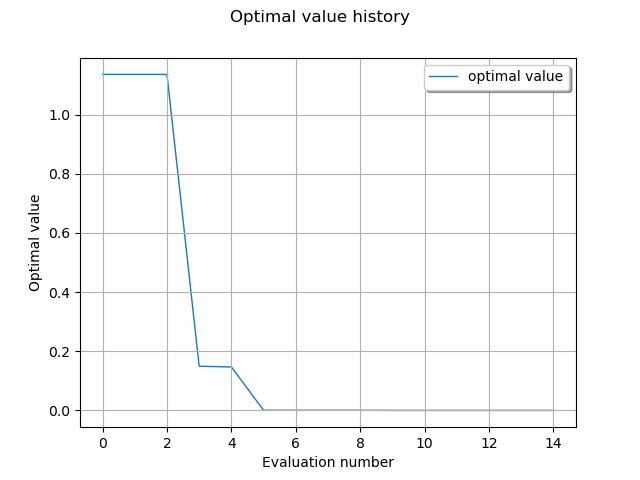 Optimal value history
optimal value
Optimal value
1.0
0.8
0.6
0.4
0.2
0.0
0 2 4 6 8 10 12 14
Evaluation number